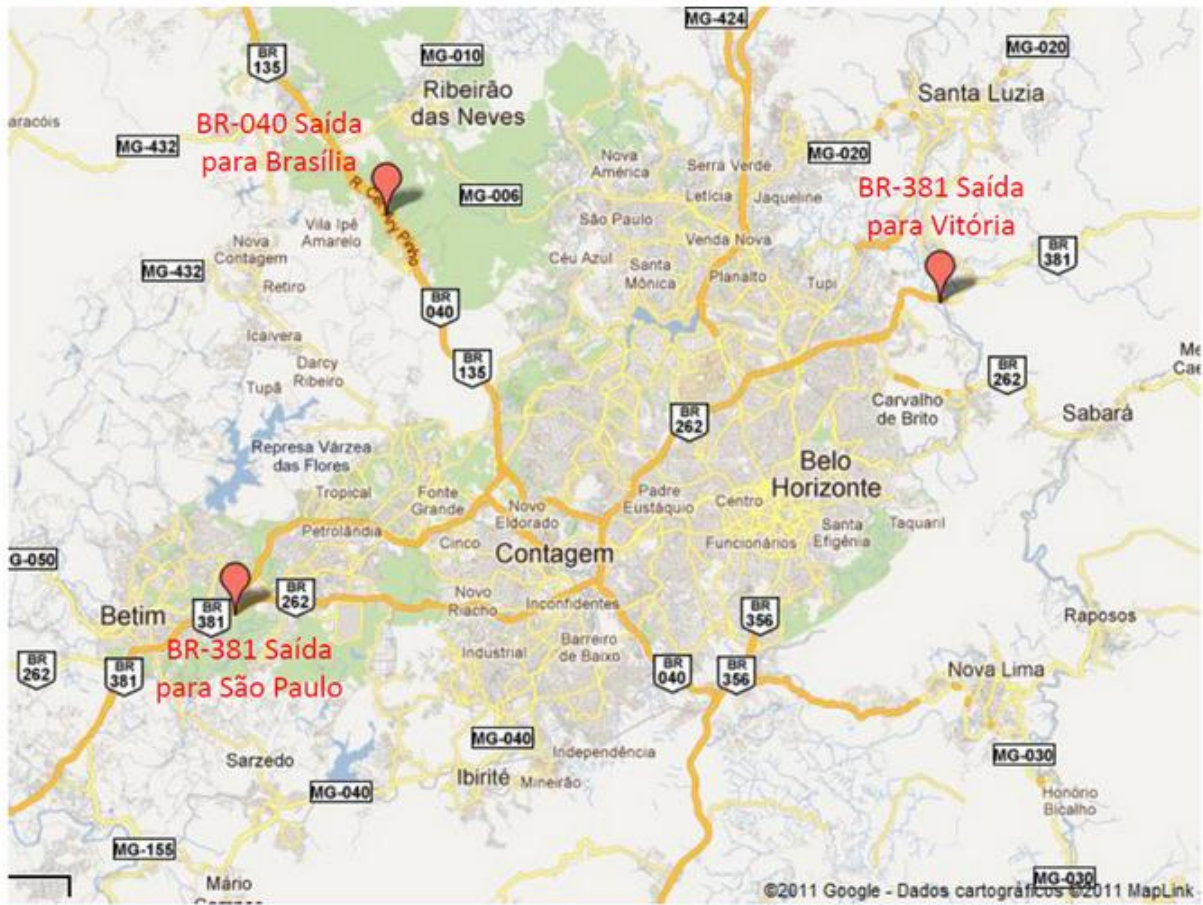 MG-424
BR
135
MG-010
MG-020
Ribeirão
das Neves
Santa Luzia
aracóis
BR-040 Saída
para Brasília
MG-432
Nova
América
Serra Verde
MG-020
Letícia
Jaqueline
BR-381 Saída
para Vitória
MG-006
R. Cel
ry Pinho
São Paulo
Vila Ipê
Amarelo
Venda Nova
Nova
Contagem
MG-432
Céu Azul
Santa
Mônica
Planalto
Tupi
BR
381
Retiro
BR
040
Icaivera
BR
135
Darcy
Ribeiro
Tupã
BR
262
Me
Cae
Carvalho
de Brito
Sabará
BR
262
Represa Várzea
das Flores
Belo
Horizonte
Tropical
Fonte
Grande
Novo
Eldorado
Padre
Eustáquio
Centro
Petrolândia
Cinco
Contagem
Funcionários
Santa
Efigênia
Taquaril
G-050
Betim
BR
381
BR
262
Novo
Riacho
Inconfidentes
BR
356
Raposos
BR-381 Saída
para São Paulo
Industrial
Barreiro
de Baixo
BR
262
BR
381
BR
040
BR
356
Nova Lima
Sarzedo
MG-040
Independência
MG-030
Ibirité
Mineirão
MG-040
Honório
Bicalho
MG-155
Mário
MG-030
©2011 Google - Dados cartográficos ©2011 MapLink